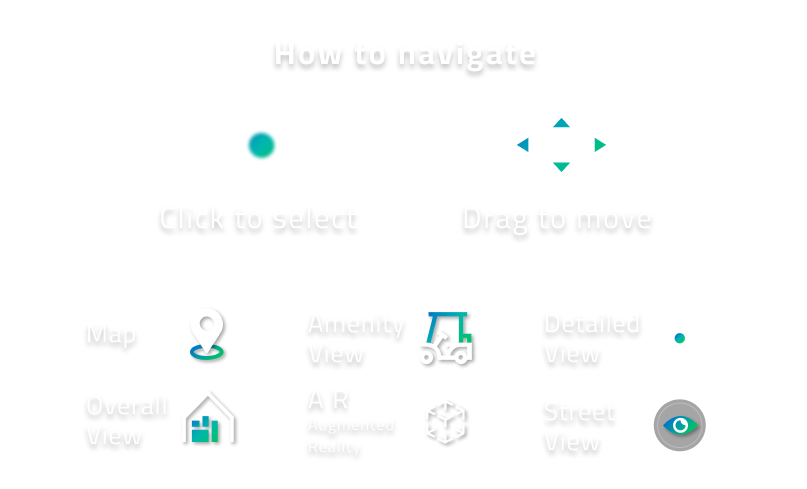 How to navigate
Click to select
Drag to move
Map
Amenity
View
Detailed
View
Overall
View
A R
Augmented
Reality
Street
View